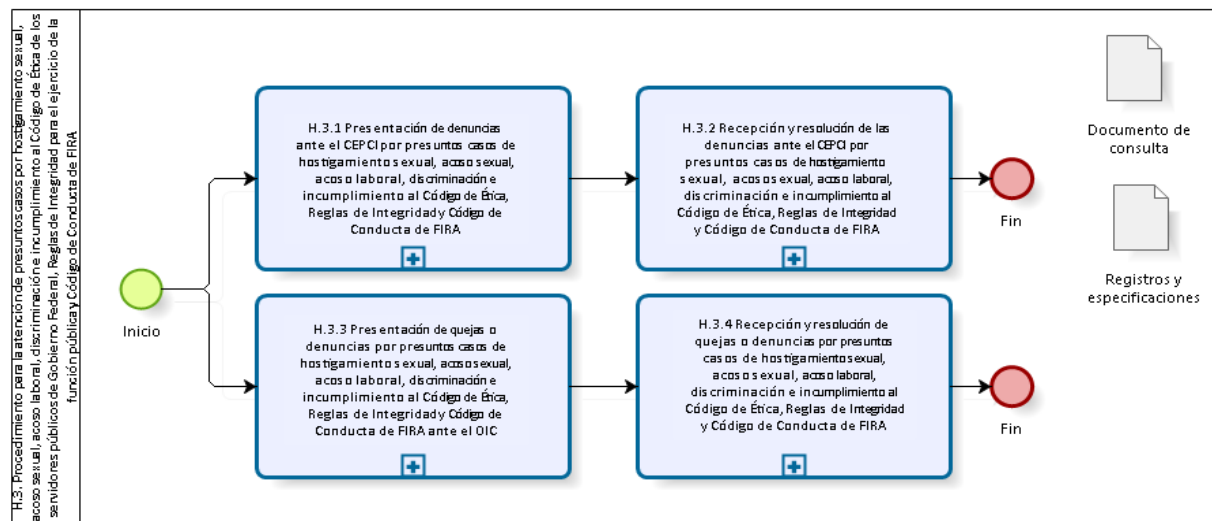 H.3. Procedimiento para la atención de presuntos casos por hostigamiento sexual,
acoso sexual, acoso laboral, discriminación e incumplimiento al Código de Ética de los
servidores públicos de Gobierno Federal, Reglas de Integridad para el ejercicio de la
función pública y Código de Conducta de FIRA
Inicio
H.3.1 Presentación de denuncias
ante el CEPCI por presuntos casos de
hostigamiento sexual, acoso sexual,
acoso laboral, discriminación e
incumplimiento al Código de Ética,
Reglas de Integridad y Código de
Conducta de FIRA
H.3.2 Recepción y resolución de las
denuncias ante el CEPCI por
presuntos casos de hostigamiento
sexual, acoso sexual, acoso laboral,
discriminación e incumplimiento al
Código de Ética, Reglas de Integridad
y Código de Conducta de FIRA
Fin
H.3.3 Presentación de quejas o
denuncias por presuntos casos de
hostigamiento sexual, acoso sexual,
acoso laboral, discriminación e
incumplimiento al Código de Ética,
Reglas de Integridad y Código de
Conducta de FIRA ante el OIC
H.3.4 Recepción y resolución de
quejas o denuncias por presuntos
casos de hostigamiento sexual,
acoso sexual, acoso laboral,
discriminación e incumplimiento al
Código de Ética, Reglas de Integridad
y Código de Conducta de FIRA
Fin
Documento de
consulta
Registros y
especificaciones